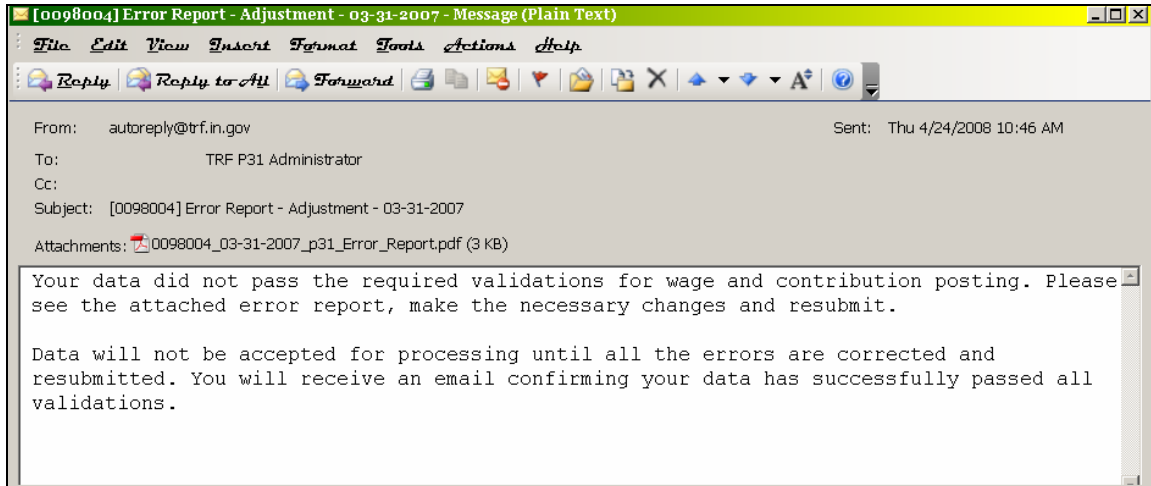 [0098004] Error Report - Adjustment - 03-31-2007 - Message (Plain Text)
File Edit View Insert Format Tools Actions Help
Reply Reply to All Forward A
From: autoreply@trf.in.gov Sent: Thu 4/24/2008 10:46 AM
To: TRF P31 Administrator
Cc:
Subject: [0098004] Error Report - Adjustment - 03-31-2007
Attachments: 0098004_03-31-2007_p31_Error_Report.pdf (3 KB)
Your data did not pass the required validations for wage and contribution posting. Please
see the attached error report, make the necessary changes and resubmit.
Data will not be accepted for processing until all the errors are corrected and
resubmitted. You will receive an email confirming your data has successfully passed all
validations.